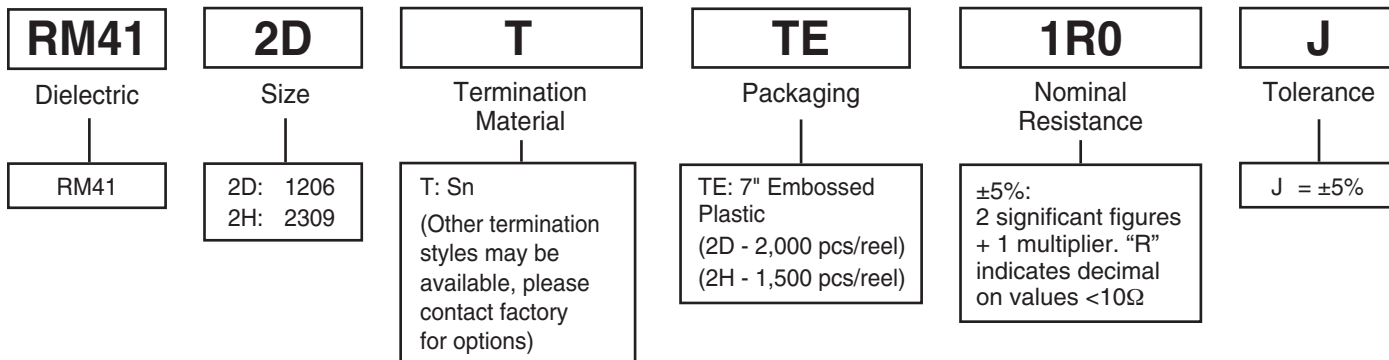 RM41
2D
T
TE
1R0
J
Dielectric
Size
Termination
Material
Packaging
Nominal
Resistance
Tolerance
RM41
2D: 1206
2H: 2309
T: Sn
(Other termination
styles may be
available, please
contact factory
for options)
TE: 7" Embossed
Plastic
(2D - 2,000 pcs/reel)
(2H - 1,500 pcs/reel)
±5%:
2 significant figures
+ 1 multiplier. “R”
indicates decimal
on values <10Ω
J = ±5%